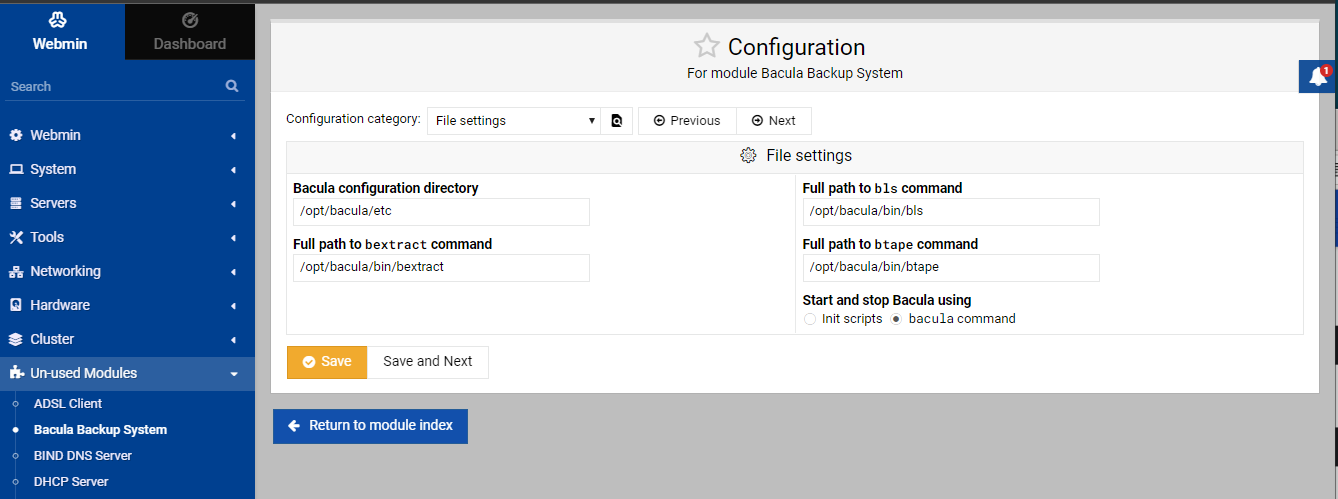 Webmin
Dashboard
Search
Webmin
System
Servers
Tools
Networking
Hardware
Cluster
Un-used Modules
ADSL Client
Bacula Backup System
BIND DNS Server
DHCP Server
Configuration
For module Bacula Backup System
1
Configuration category: File settings Previous Next
File settings
Bacula configuration directory
/opt/bacula/etc
Full path to bextract command
/opt/bacula/bin/bextract
Full path to bls command
/opt/bacula/bin/bls
Full path to btape command
/opt/bacula/bin/btape
Start and stop Bacula using
Init scripts bacula command
Save Save and Next
Return to module index